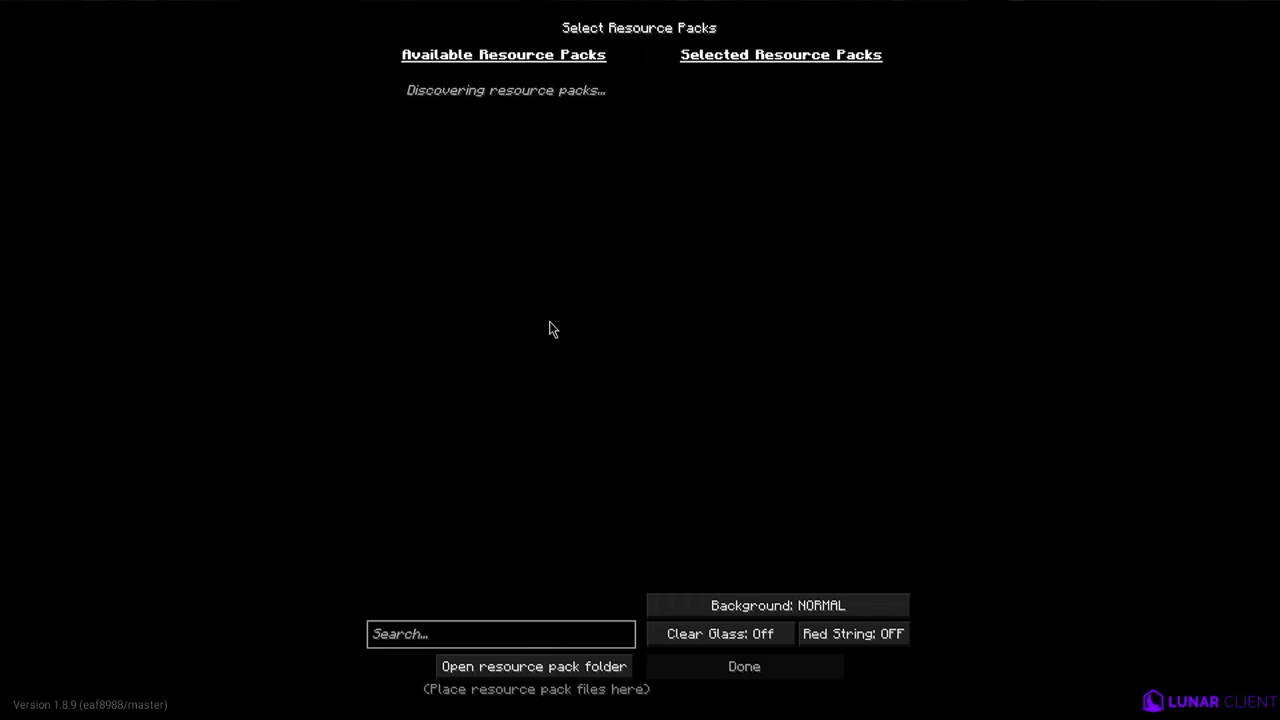 Select Resource Packs
Available Resource Packs
Selected Resource Packs
Discovering resource packs...
Background: NORMAL
Search...
Clear Glass: Off
Red String: OFF
Open resource pack folder
Done
(Place resource pack files here)
Version 1.8.9 (eaf8988/master)
LUNAR CLIENT